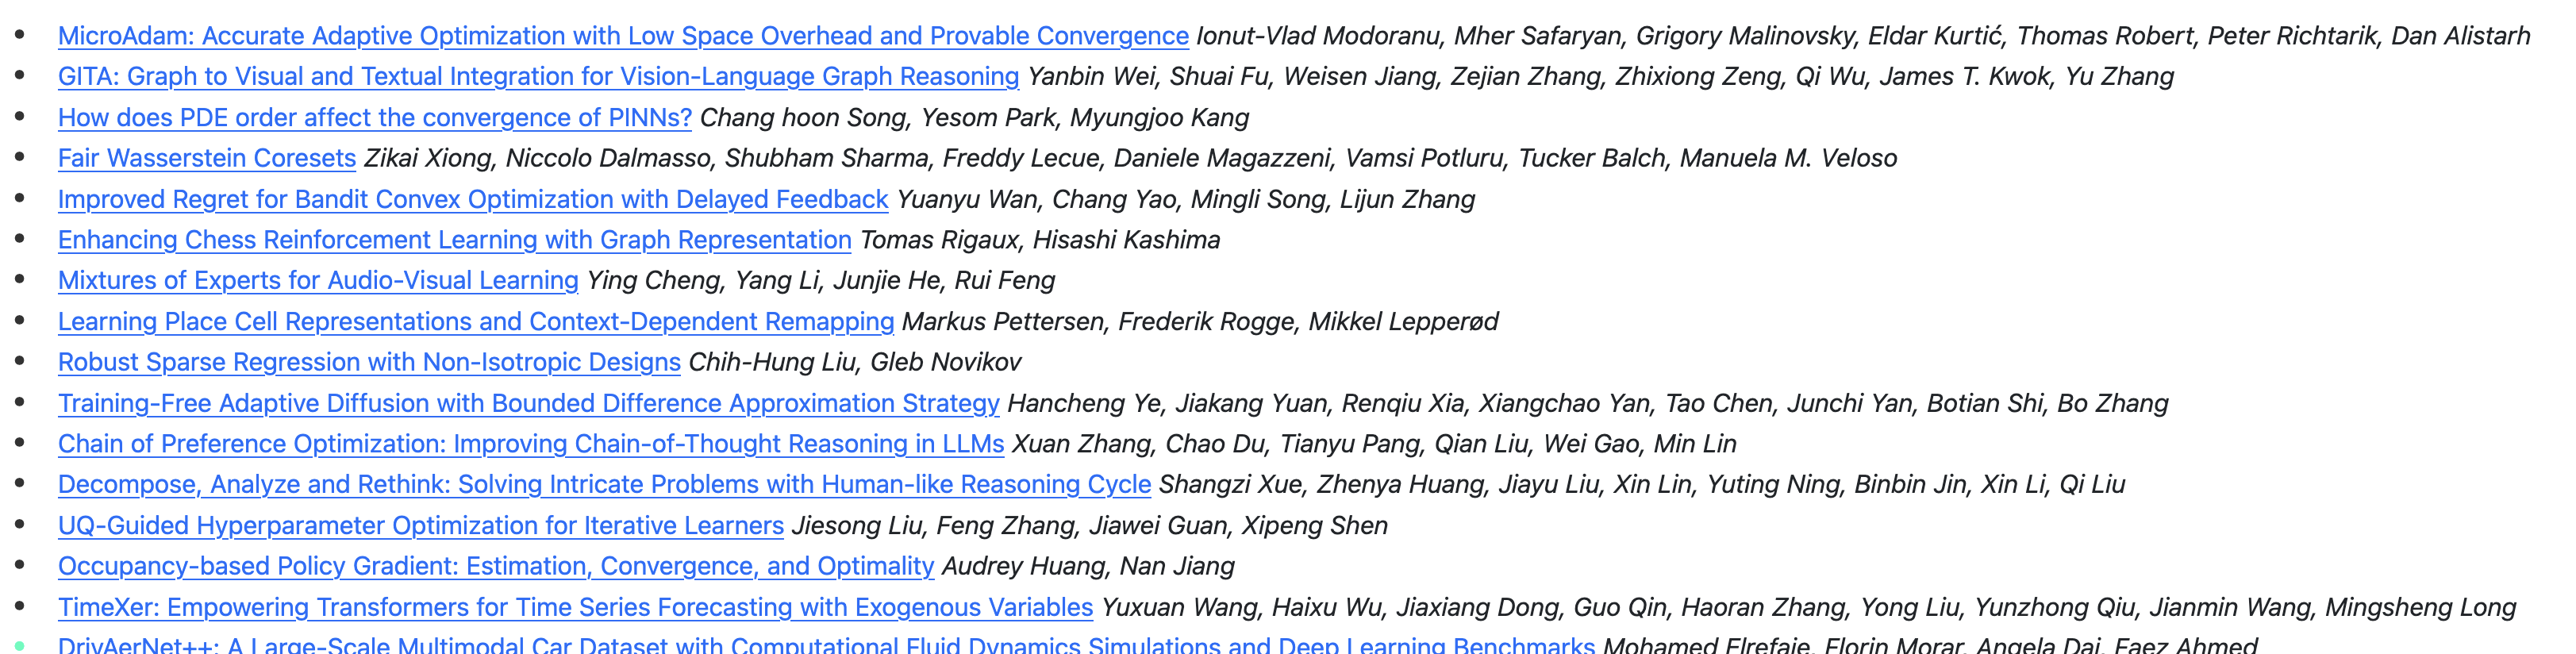 MicroAdam: Accurate Adaptive Optimization with Low Space Overhead and Provable Convergence Ionut-Vlad Modoranu, Mher Safaryan, Grigory Malinovsky, Eldar Kurtić, Thomas Robert, Peter Richtarik, Dan Alistarh
GITA: Graph to Visual and Textual Integration for Vision-Language Graph Reasoning Yanbin Wei, Shuai Fu, Weisen Jiang, Zejian Zhang, Zhixiong Zeng, Qi Wu, James T. Kwok, Yu Zhang
How does PDE order affect the convergence of PINNs? Chang hoon Song, Yesom Park, Myungjoo Kang
Fair Wasserstein Coresets Zikai Xiong, Niccolo Dalmasso, Shubham Sharma, Freddy Lecue, Daniele Magazzeni, Vamsi Potluru, Tucker Balch, Manuela M. Veloso
Improved Regret for Bandit Convex Optimization with Delayed Feedback Yuanyu Wan, Chang Yao, Mingli Song, Lijun Zhang
Enhancing Chess Reinforcement Learning with Graph Representation Tomas Rigaux, Hisashi Kashima
Mixtures of Experts for Audio-Visual Learning Ying Cheng, Yang Li, Junjie He, Rui Feng
Learning Place Cell Representations and Context-Dependent Remapping Markus Pettersen, Frederik Rogge, Mikkel Lepperød
Robust Sparse Regression with Non-Isotropic Designs Chih-Hung Liu, Gleb Novikov
Training-Free Adaptive Diffusion with Bounded Difference Approximation Strategy Hancheng Ye, Jiakang Yuan, Renqiu Xia, Xiangchao Yan, Tao Chen, Junchi Yan, Botian Shi, Bo Zhang
Chain of Preference Optimization: Improving Chain-of-Thought Reasoning in LLMs Xuan Zhang, Chao Du, Tianyu Pang, Qian Liu, Wei Gao, Min Lin
Decompose, Analyze and Rethink: Solving Intricate Problems with Human-like Reasoning Cycle Shangzi Xue, Zhenya Huang, Jiayu Liu, Xin Lin, Yuting Ning, Binbin Jin, Xin Li, Qi Liu
UQ-Guided Hyperparameter Optimization for Iterative Learners Jiesong Liu, Feng Zhang, Jiawei Guan, Xipeng Shen
Occupancy-based Policy Gradient: Estimation, Convergence, and Optimality Audrey Huang, Nan Jiang
TimeXer: Empowering Transformers for Time Series Forecasting with Exogenous Variables Yuxuan Wang, Haixu Wu, Jiaxiang Dong, Guo Qin, Haoran Zhang, Yong Liu, Yunzhong Qiu, Jianmin Wang, Mingsheng Long
DrivAerNet++: A Large-Scale Multimodal Car Dataset with Computational Fluid Dynamics Simulations and Deep Learning Benchmarks Mohamed Elrefaie, Florin Morar, Angela Dai, Faez Ahmed